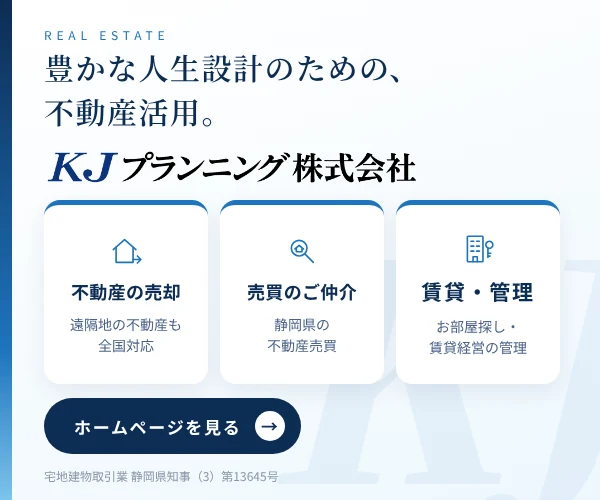 REAL ESTATE
豊かな人生設計のための、
不動産活用。
KJプランニング株式会社
不動産の売却
遠隔地の不動産も
全国対応
売買のご仲介
静岡県の
不動産売買
賃貸・管理
お部屋探し・
賃貸経営の管理
ホームページを見る
宅地建物取引業 静岡県知事（3）第13645号